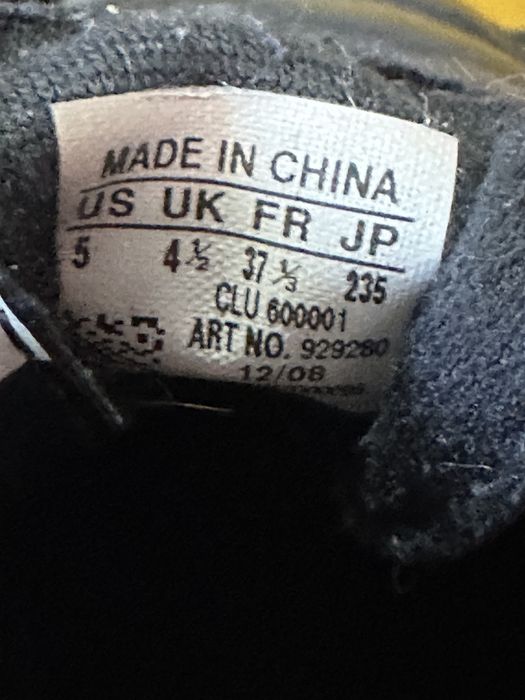 MADE IN CHINA
US UK FR JP
5 4½ 37⅓ 235
CLU 600001
ART NO. 929280
12/08